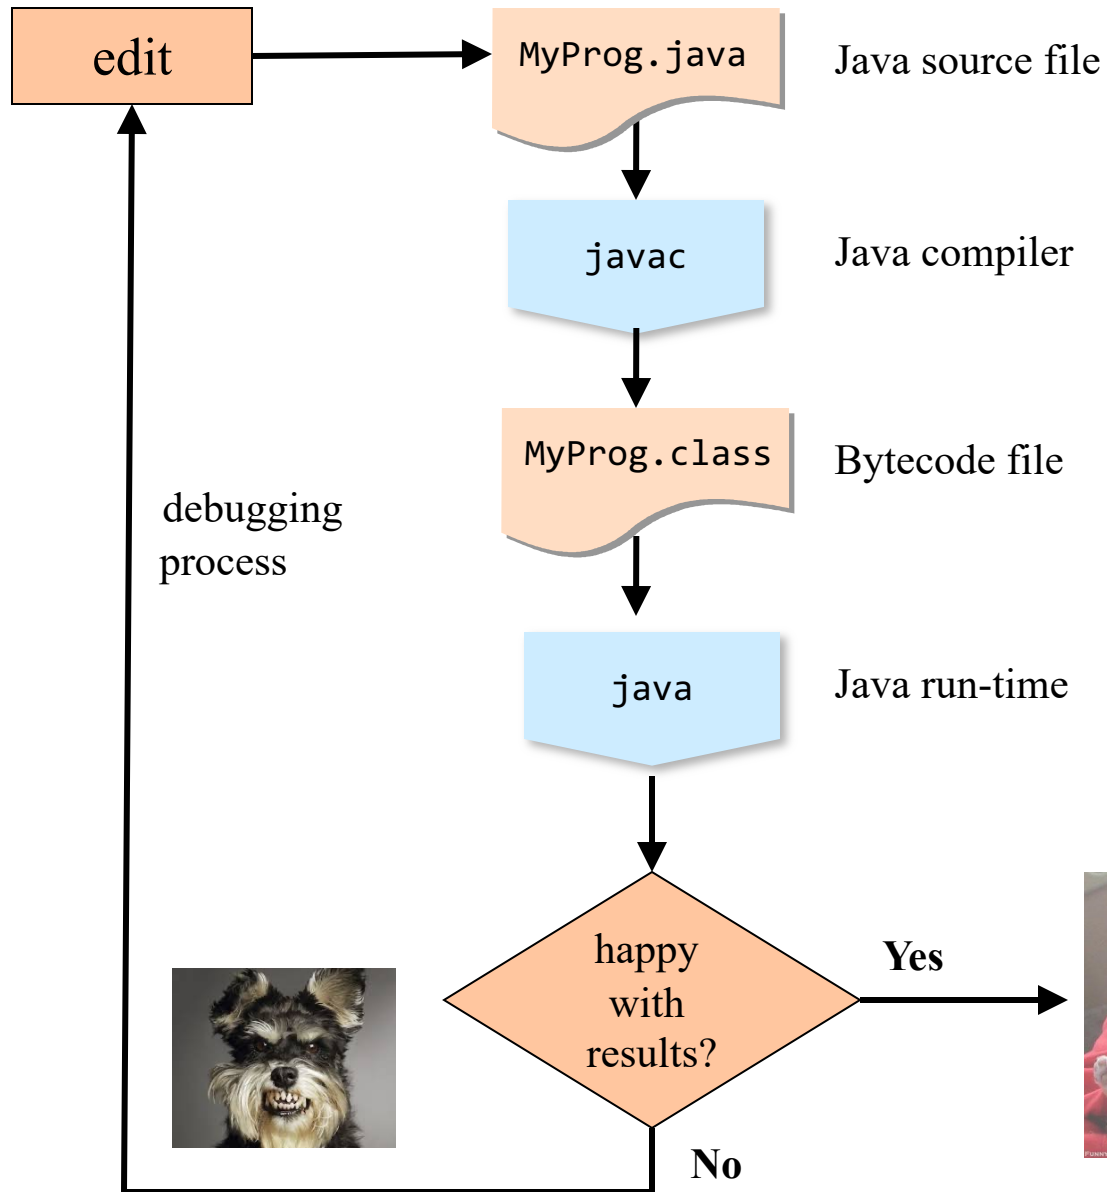 edit
MyProg.java
Java source file
javac
Java compiler
MyProg.class
Bytecode file
debugging
process
java
Java run-time
happy
with
results?
Yes
No
FUNNY